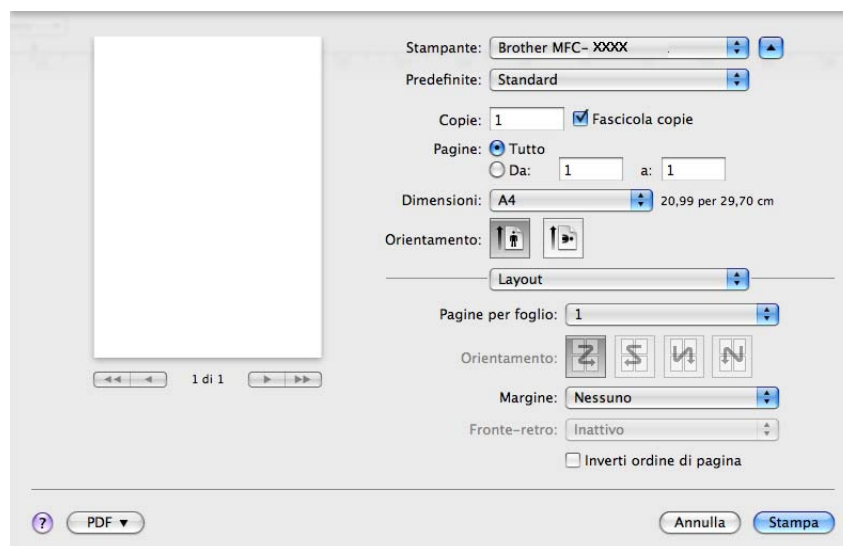 Stampante: Brother MFC- XXXX
Predefinite: Standard
Copie: 1 Fascicola copie
Pagine: Tutto
Da: 1 a: 1
Dimensioni: A4 20,99 per 29,70 cm
Orientamento:
Layout
Pagine per foglio: 1
1 di 1
Orientamento:
Margine: Nessuno
Fronte-retro: Inattivo
Inverti ordine di pagina
? PDF Annulla Stampa